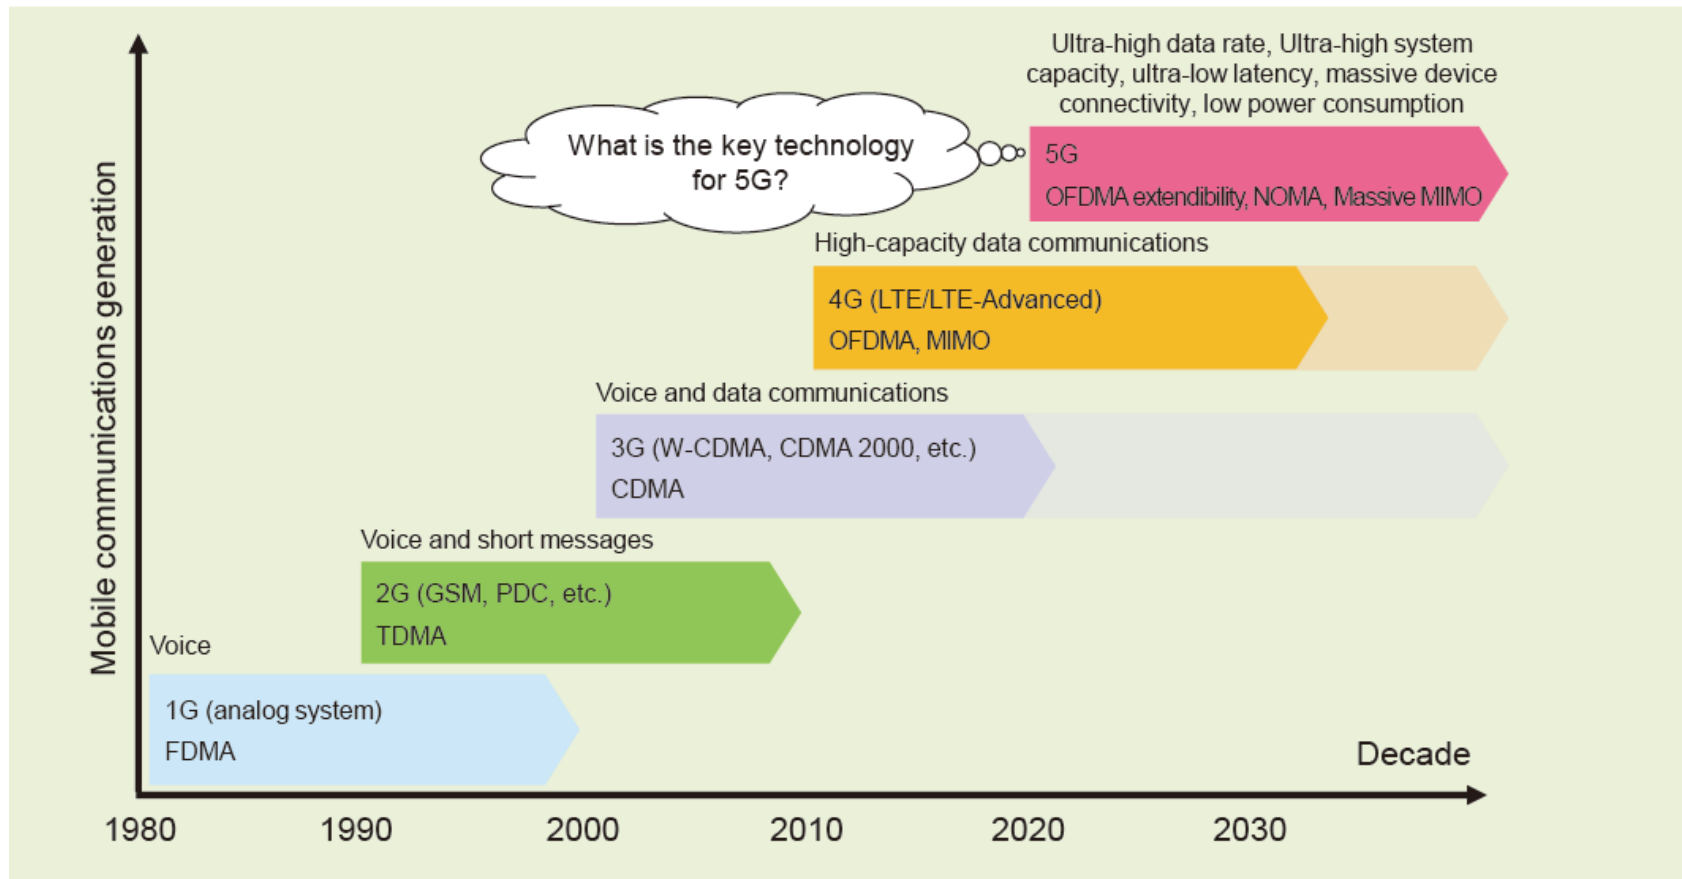 Ultra-high data rate, Ultra-high system
capacity, ultra-low latency, massive device
connectivity, low power consumption
What is the key technology
for 5G?
5G
OFDMA extendibility, NOMA, Massive MIMO
High-capacity data communications
4G (LTE/LTE-Advanced)
OFDMA, MIMO
Voice and data communications
3G (W-CDMA, CDMA 2000, etc.)
CDMA
Voice and short messages
2G (GSM, PDC, etc.)
TDMA
Voice
1G (analog system)
FDMA
Mobile communications generation
Decade
1980 1990 2000 2010 2020 2030